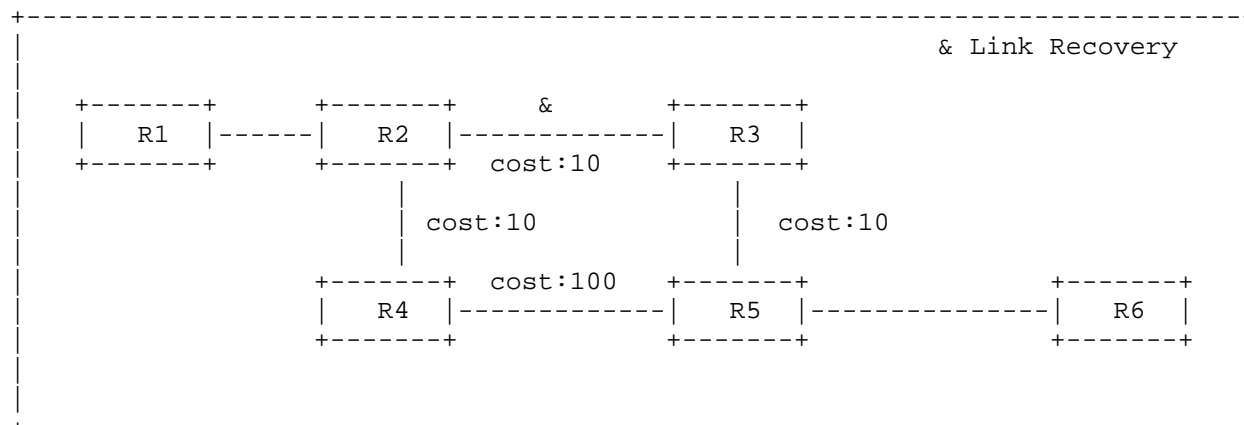 & Link Recovery
&
R1 R2 R3
cost:10
cost:10 cost:10
cost:100
R4 R5 R6